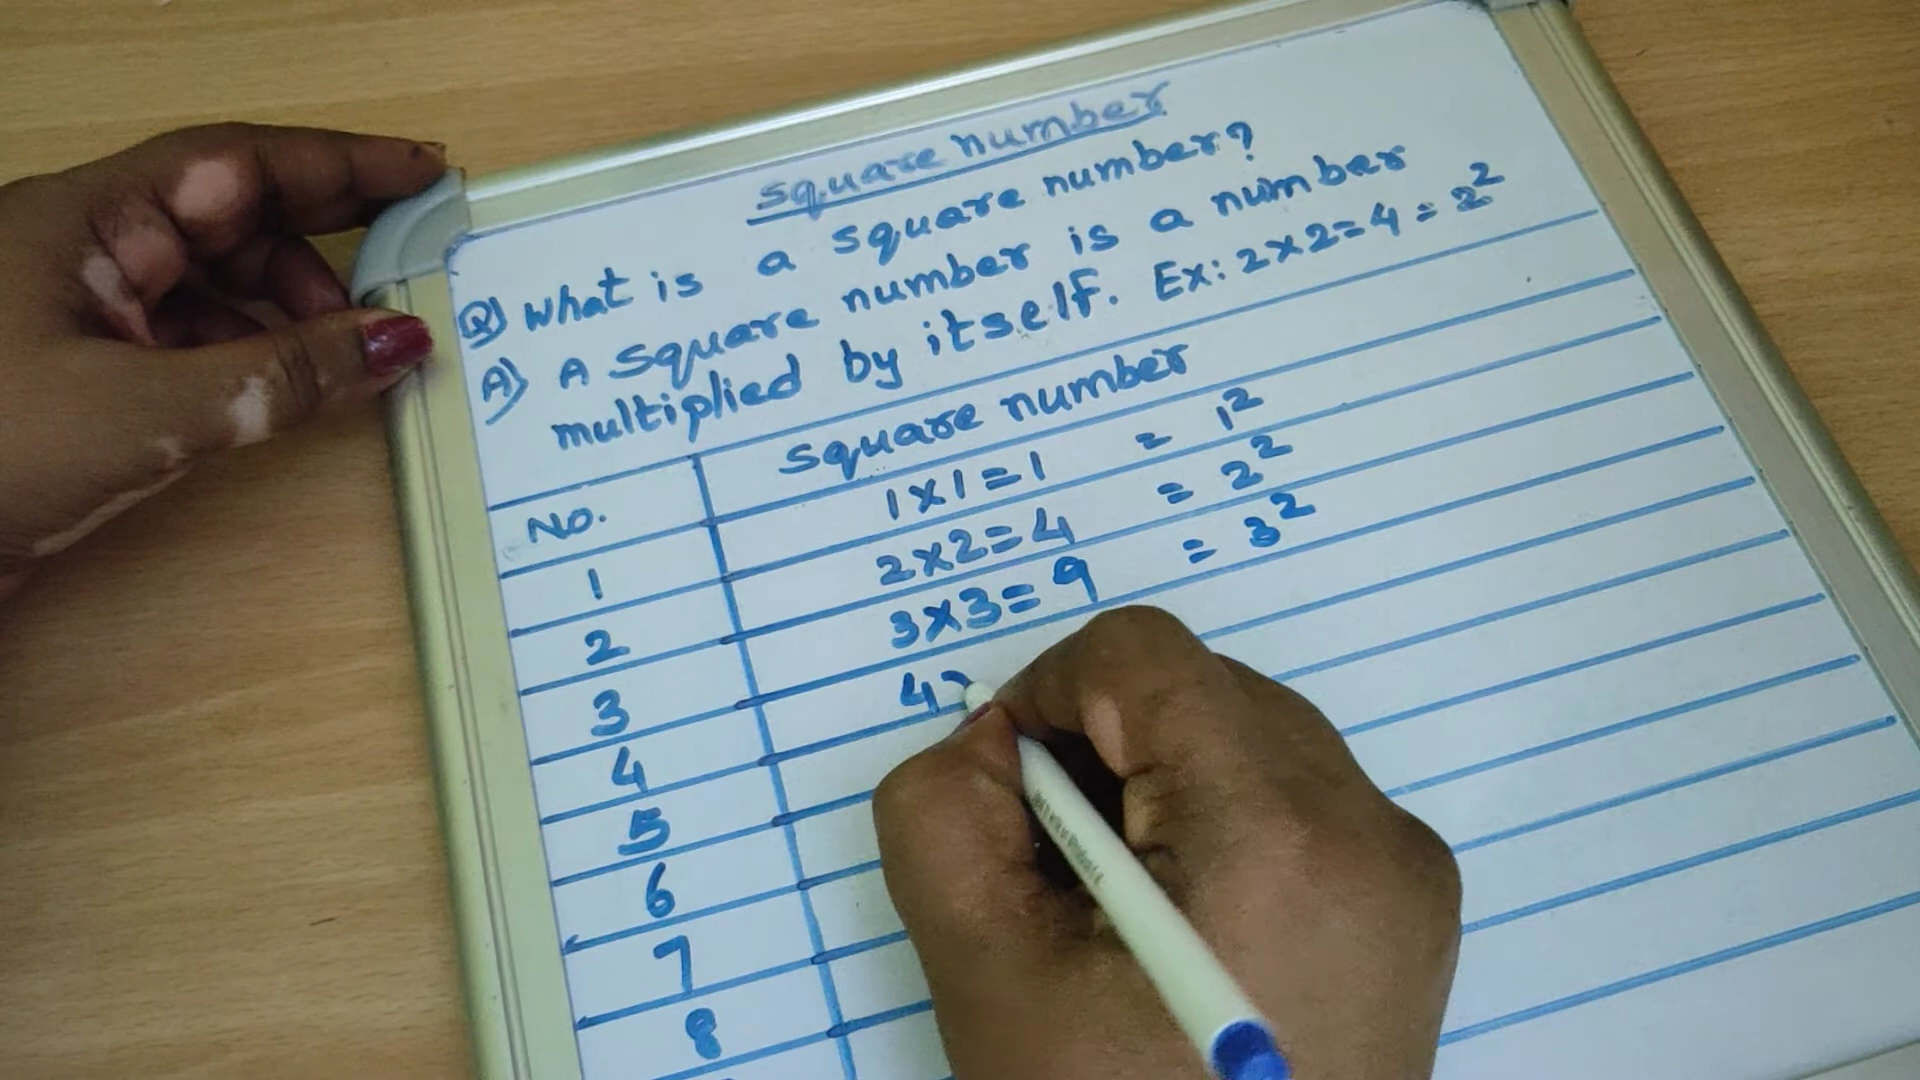 Square number
Q) What is a square number?
A) A square number is a number
multiplied by itself. Ex: 2×2=4=2²
No. Square number
1 1×1=1 = 1²
2 2×2=4 = 2²
3 3×3=9 = 3²
4 4×
5
6
7
8